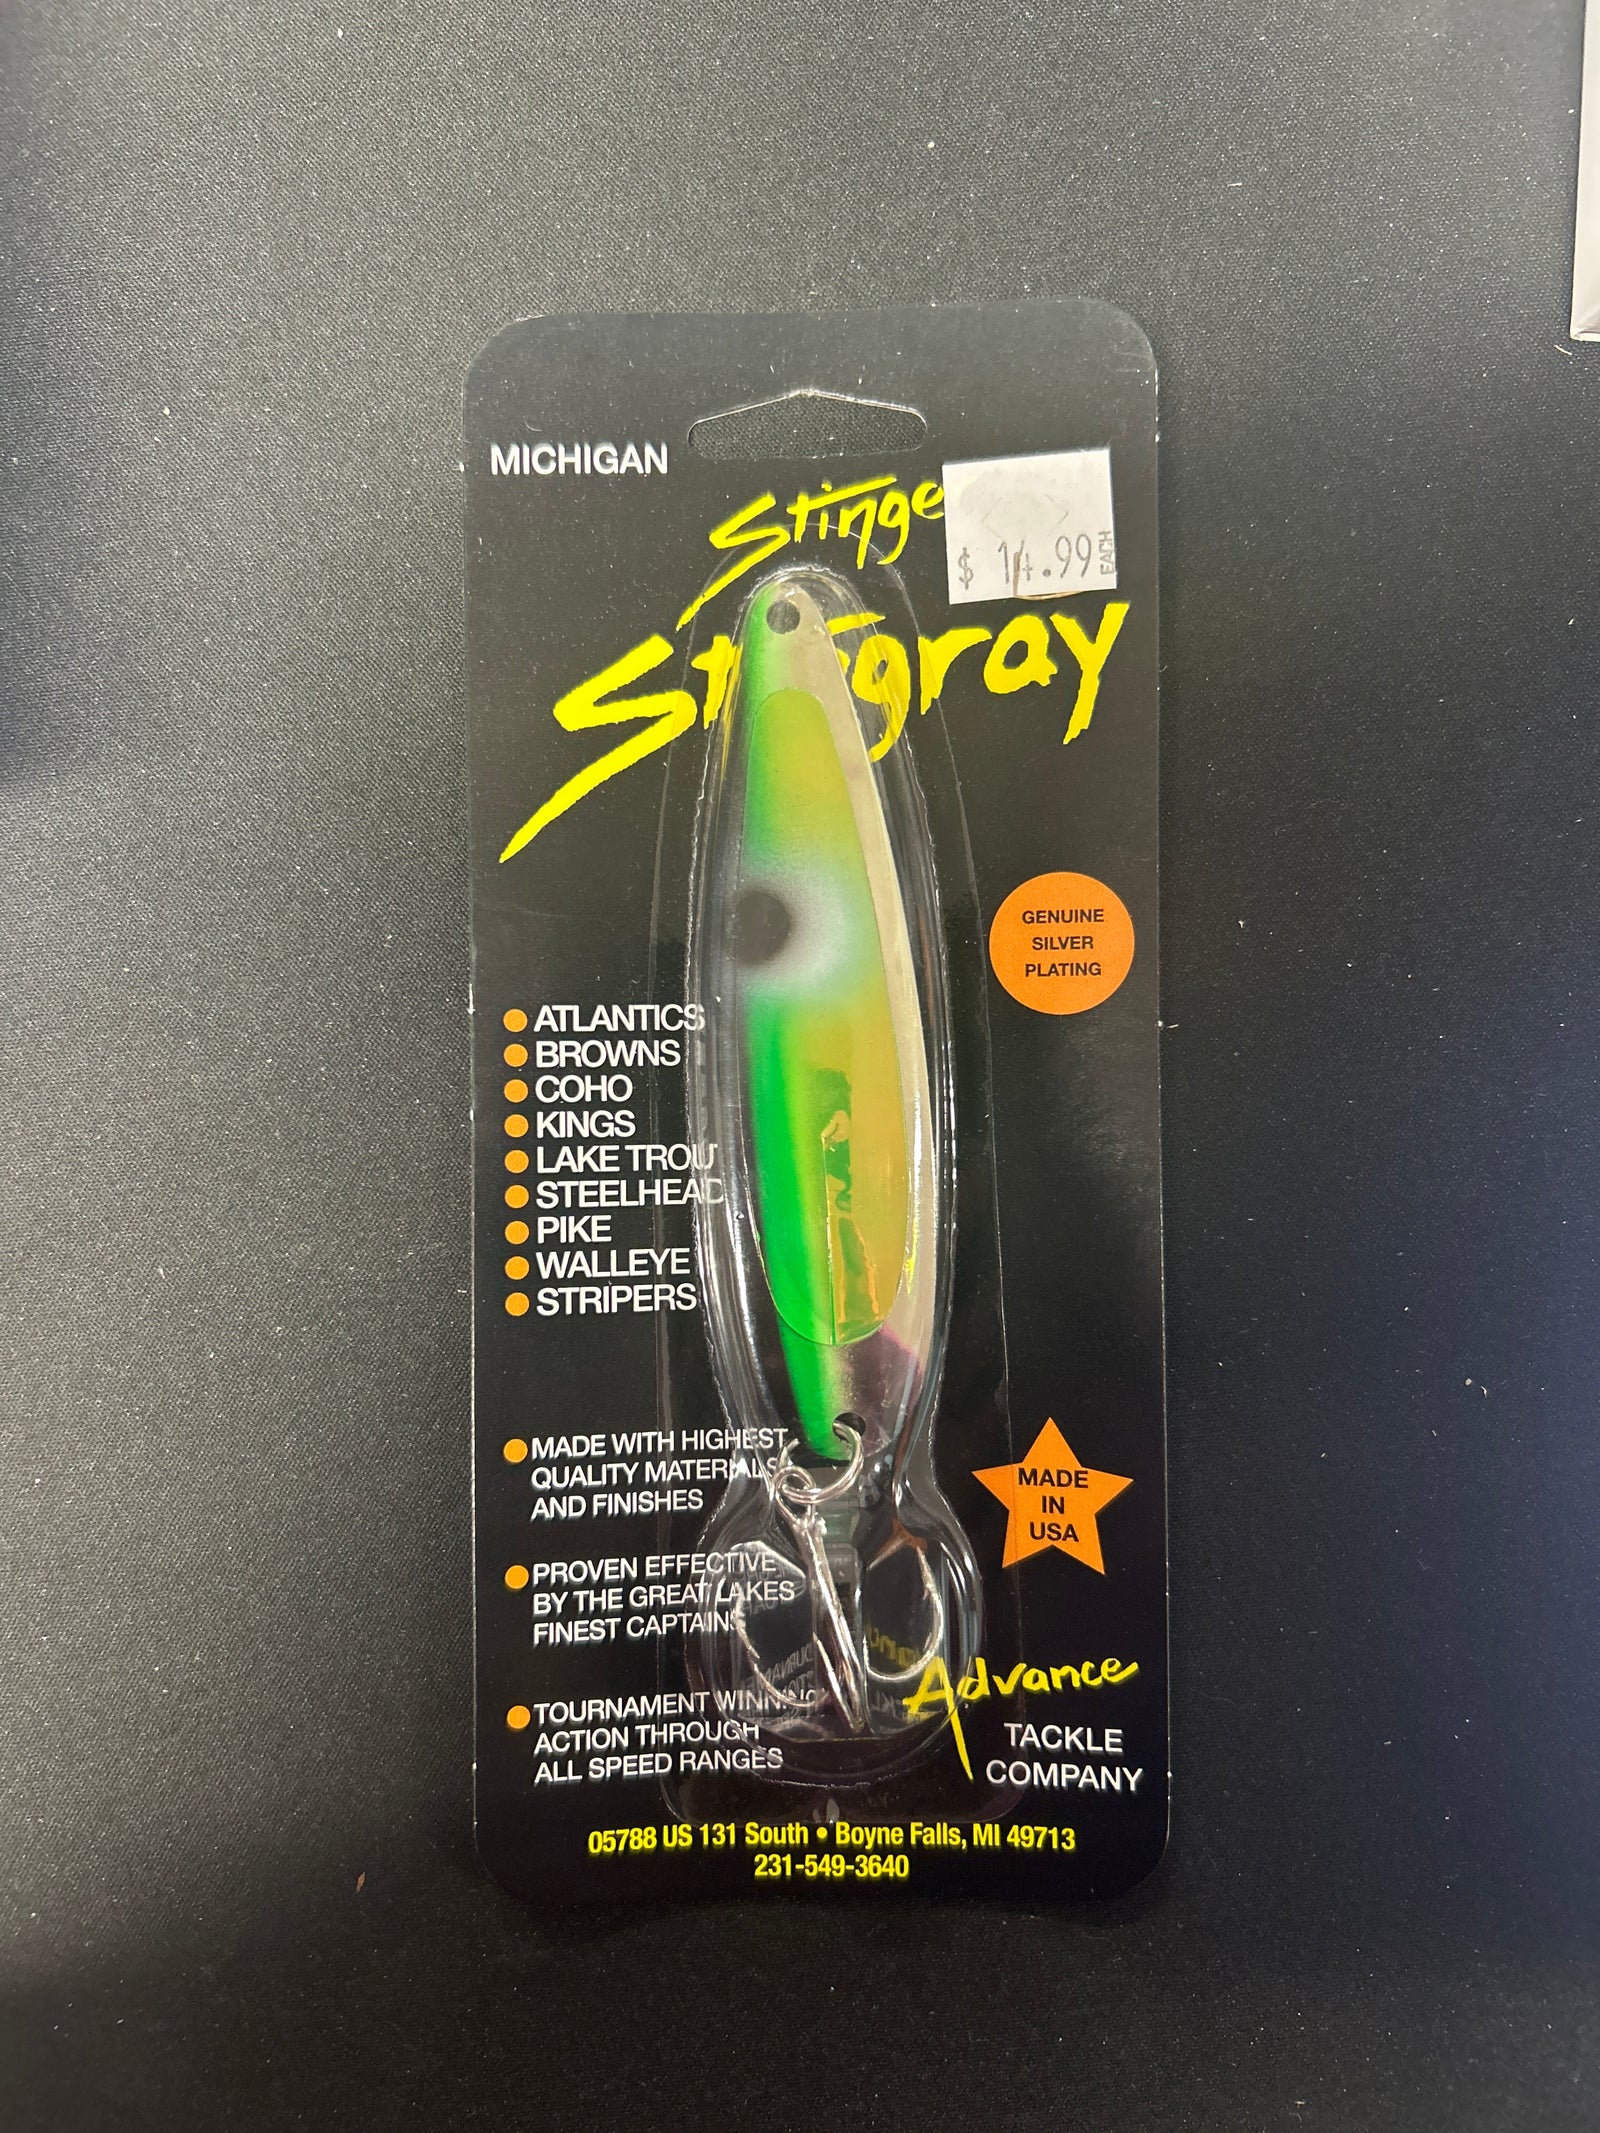 MICHIGAN
Stinge
$ 14.99 EACH
Stingray
GENUINE
SILVER
PLATING
ATLANTICS
BROWNS
COHO
KINGS
LAKE TROUT
STEELHEAD
PIKE
WALLEYE
STRIPERS
MADE WITH HIGHEST
QUALITY MATERIALS
AND FINISHES
PROVEN EFFECTIVE
BY THE GREAT LAKES
FINEST CAPTAINS
TOURNAMENT WINNING
ACTION THROUGH
ALL SPEED RANGES
MADE
IN
USA
Advance
TACKLE
COMPANY
05788 US 131 South • Boyne Falls, MI 49713
231-549-3640